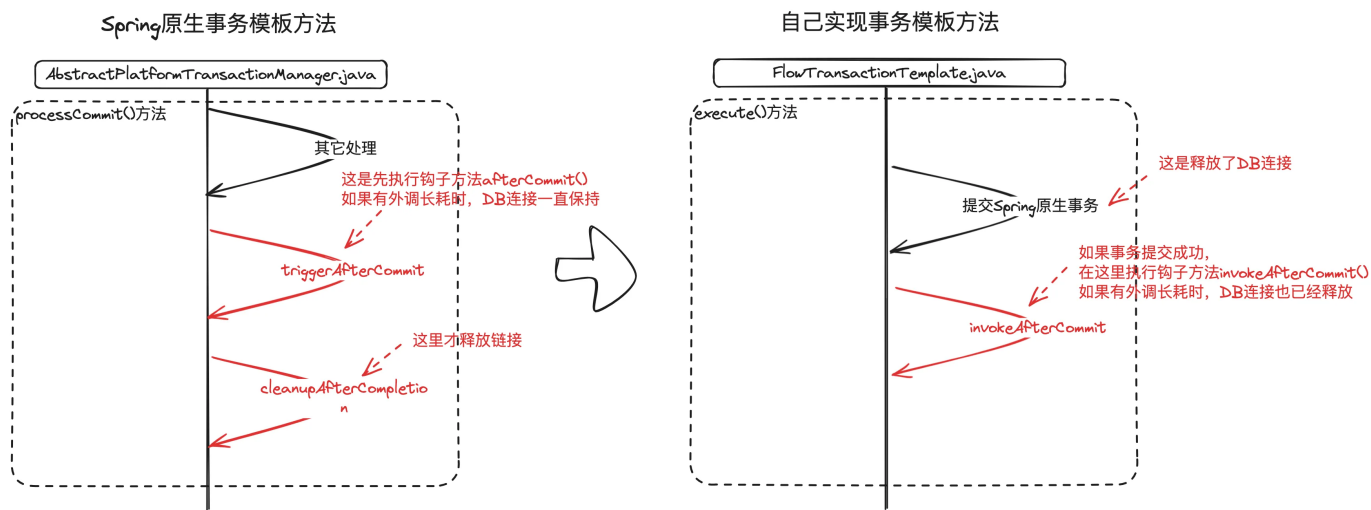 Spring原生事务模板方法
AbstractPlatformTransactionManager.java
processCommit()方法
其它处理
这是先执行钩子方法afterCommit()
如果有外调长耗时，DB连接一直保持
triggerAfterCommit
这里才释放链接
cleanupAfterCompletio
n
自己实现事务模板方法
FlowTransactionTemplate.java
execute()方法
这是释放了DB连接
提交Spring原生事务
如果事务提交成功，
在这里执行钩子方法invokeAfterCommit()
如果有外调长耗时，DB连接也已经释放
invokeAfterCommit